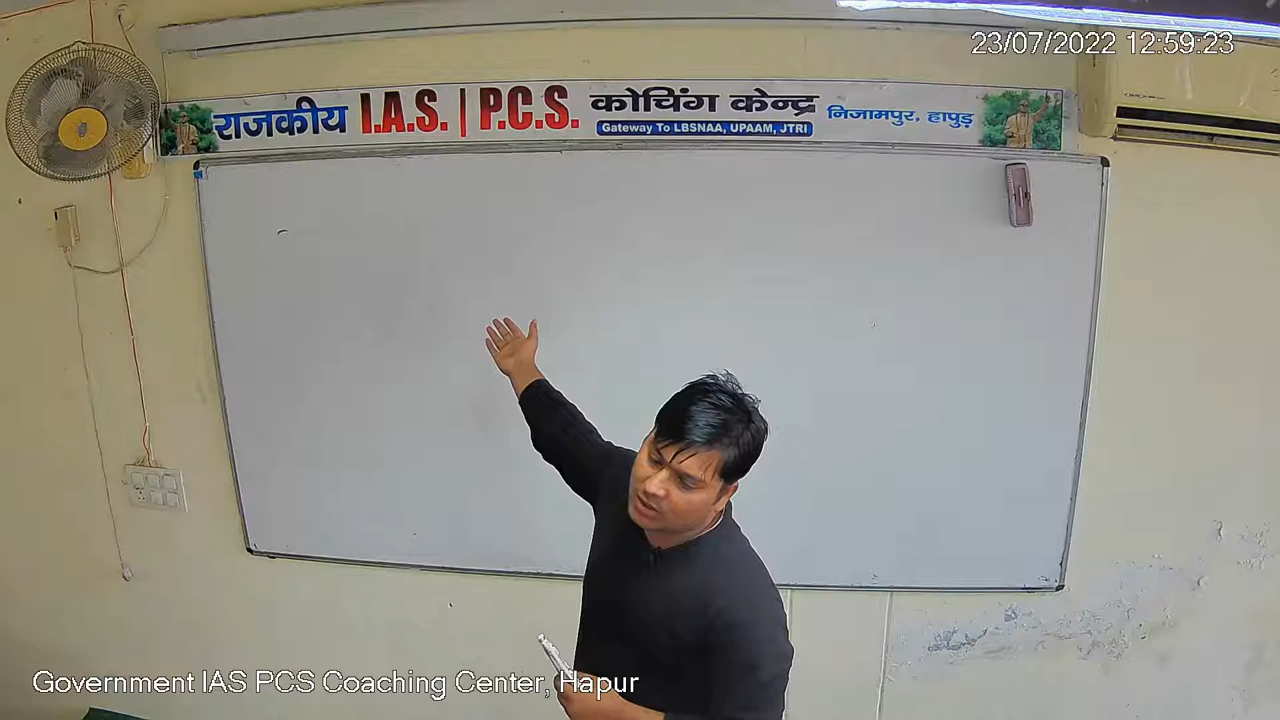 23/07/2022 12:59:23
राजकीय I.A.S. | P.C.S. कोचिंग केन्द्र निजामपुर, हापुड़
Gateway To LBSNAA, UPAAM, JTRI
Government IAS PCS Coaching Center, Hapur